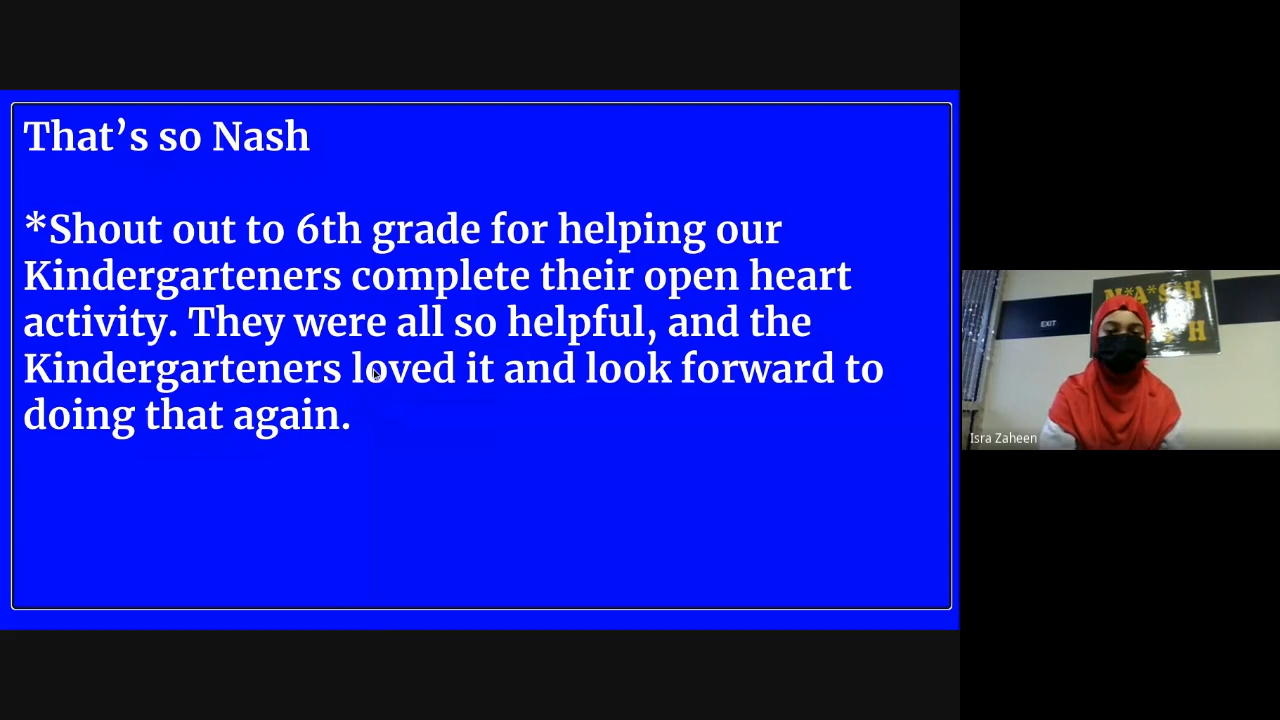 That’s so Nash
*Shout out to 6th grade for helping our
Kindergarteners complete their open heart
activity. They were all so helpful, and the
Kindergarteners loved it and look forward to
doing that again.
EXIT
Isra Zaheen